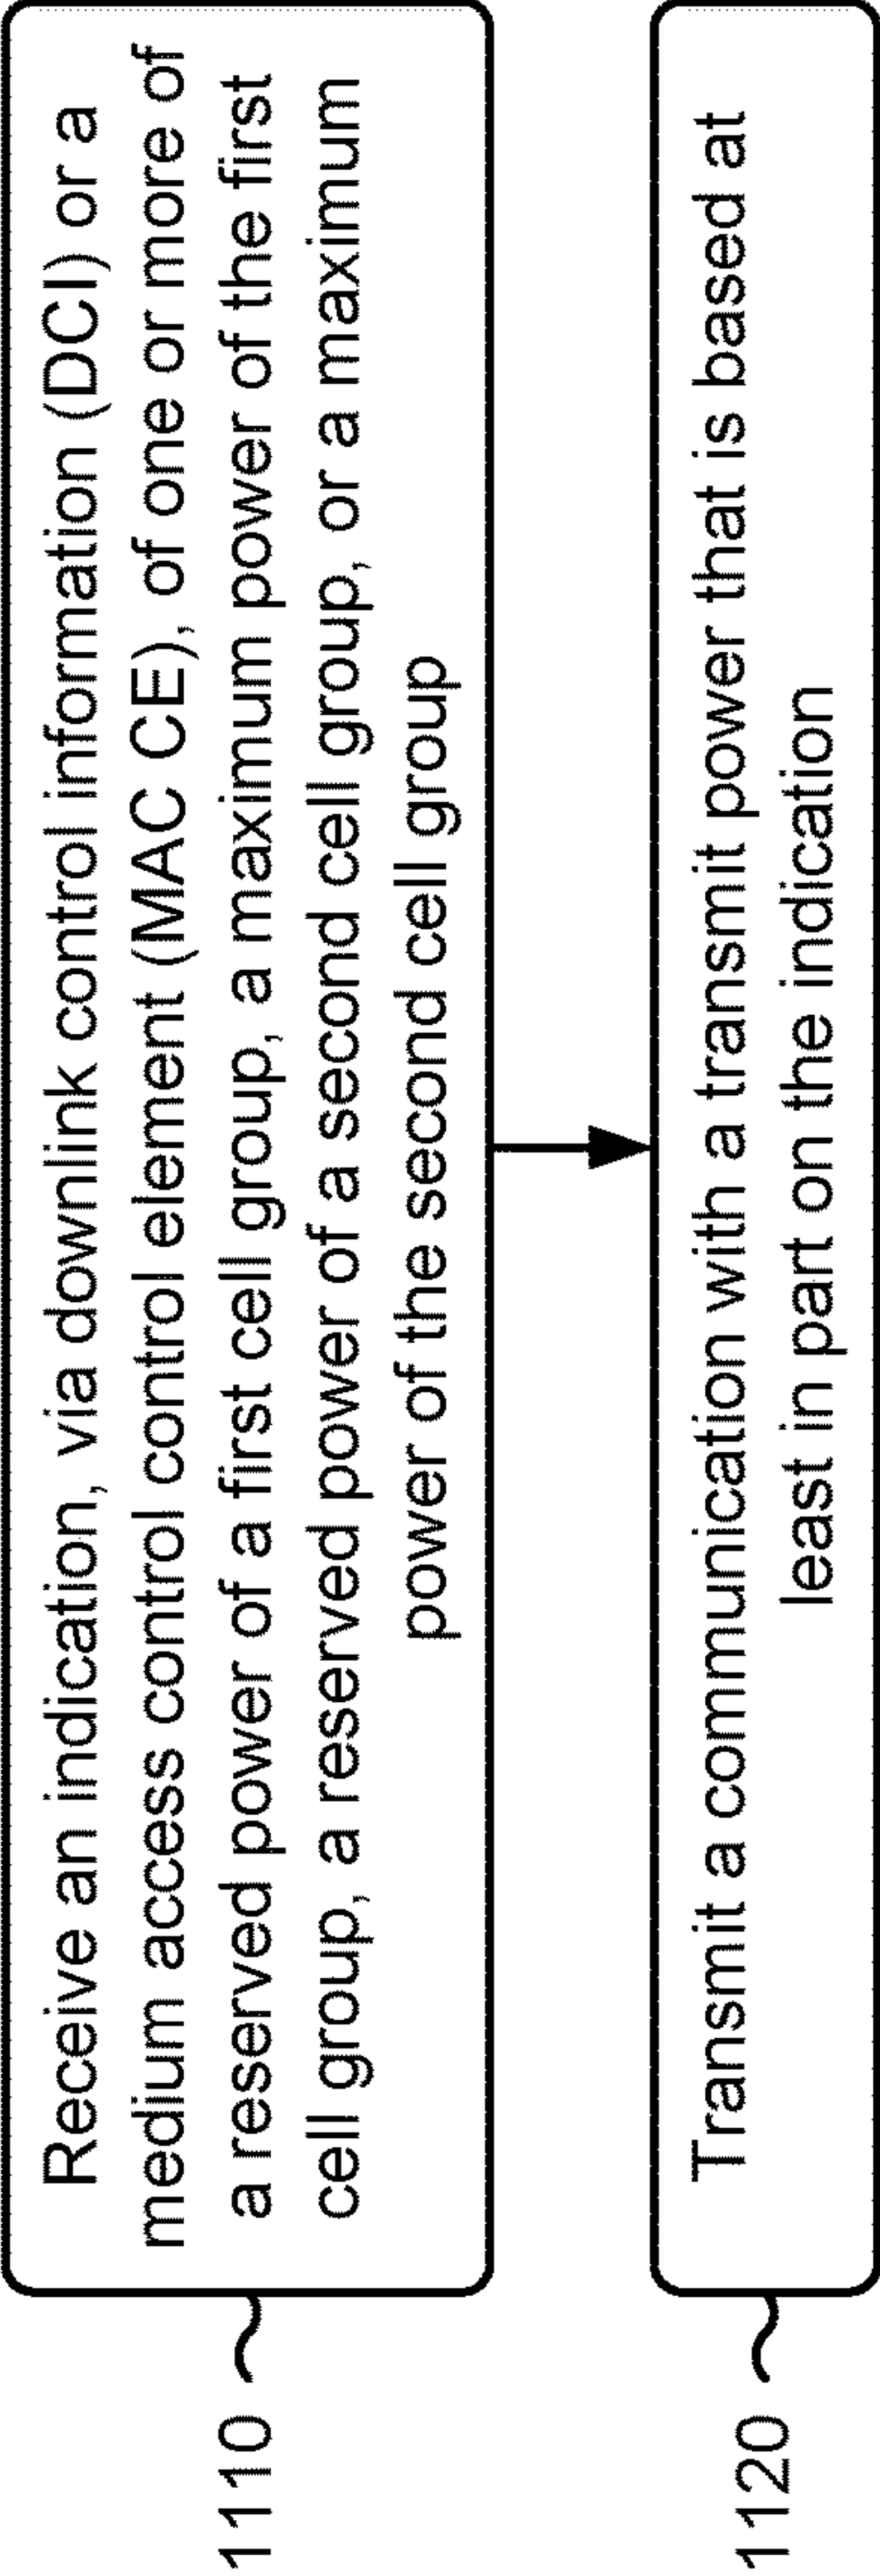 1110
Receive an indication, via downlink control information (DCI) or a
medium access control control element (MAC CE), of one or more of
a reserved power of a first cell group, a maximum power of the first
cell group, a reserved power of a second cell group, or a maximum
power of the second cell group
1120
Transmit a communication with a transmit power that is based at
least in part on the indication